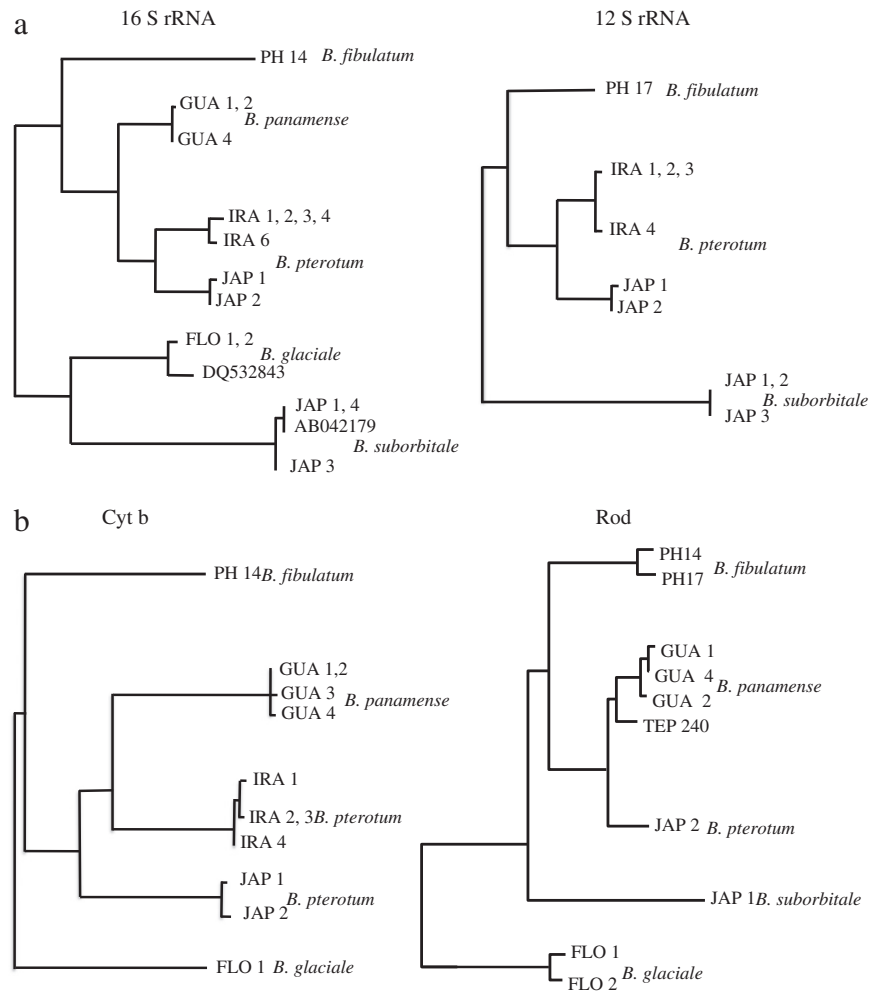 a
16 S rRNA
12 S rRNA
PH 14 B. fibulatum
GUA 1, 2
B. panamense
GUA 4
IRA 1, 2, 3, 4
IRA 6
B. pterotum
JAP 1
JAP 2
FLO 1, 2
B. glaciale
DQ532843
JAP 1, 4
AB042179
B. suborbitale
JAP 3
PH 17 B. fibulatum
IRA 1, 2, 3
IRA 4
B. pterotum
JAP 1
JAP 2
JAP 1, 2
B. suborbitale
JAP 3
b
Cyt b
Rod
PH 14 B. fibulatum
GUA 1,2
GUA 3 B. panamense
GUA 4
IRA 1
IRA 2, 3 B. pterotum
IRA 4
JAP 1
B. pterotum
JAP 2
FLO 1 B. glaciale
PH14
B. fibulatum
PH17
GUA 1
GUA 4
B. panamense
GUA 2
TEP 240
JAP 2 B. pterotum
JAP 1 B. suborbitale
FLO 1
B. glaciale
FLO 2